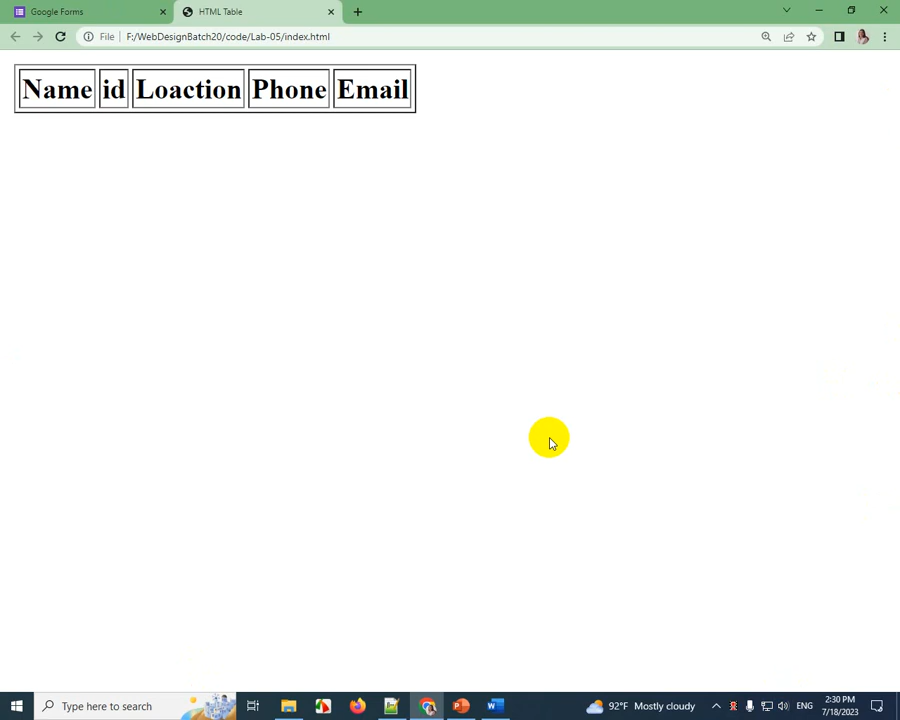 Google Forms
HTML Table
File F:/WebDesignBatch20/code/Lab-05/index.html
Name id Loaction Phone Email
Type here to search
92°F Mostly cloudy
ENG
2:30 PM
7/18/2023